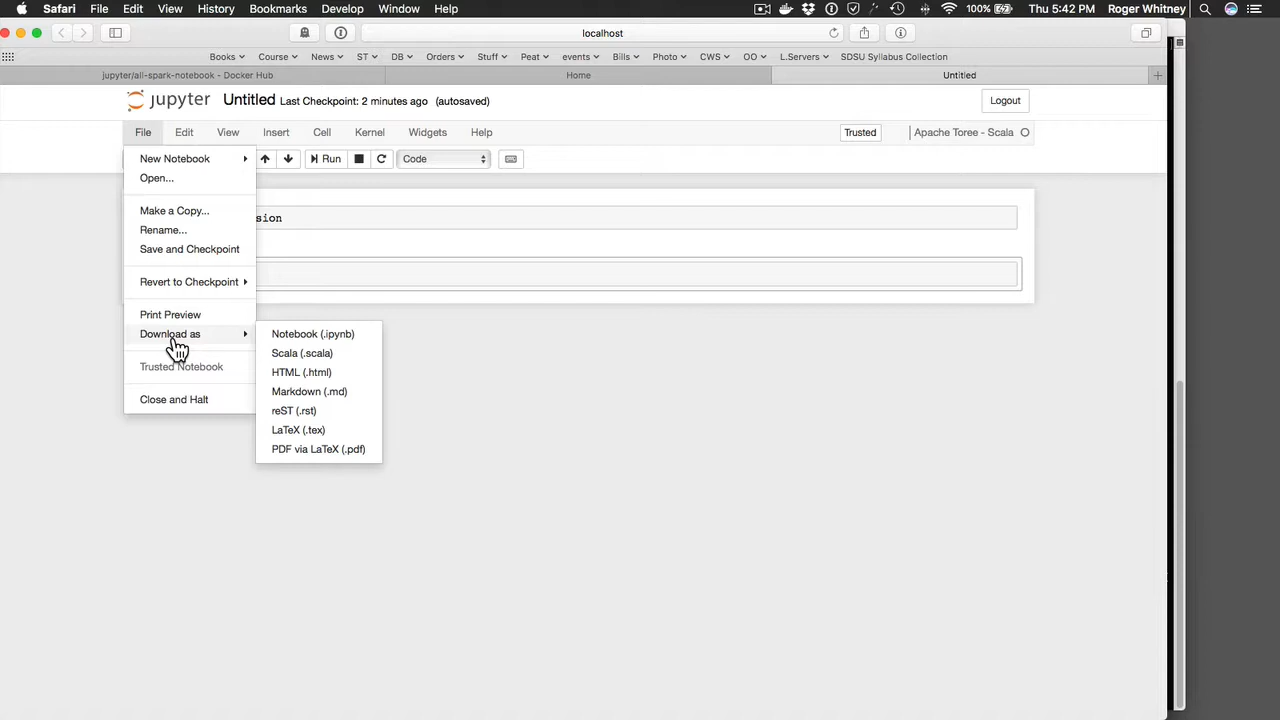 Safari File Edit View History Bookmarks Develop Window Help 100% Thu 5:42 PM Roger Whitney
localhost
Books Course News ST DB Orders Stuff Peat events Bills Photo CWS OO L.Servers SDSU Syllabus Collection
jupyter/all-spark-notebook - Docker Hub Home Untitled
jupyter Untitled Last Checkpoint: 2 minutes ago (autosaved) Logout
File Edit View Insert Cell Kernel Widgets Help Trusted Apache Toree - Scala
New Notebook Run Code
Open...
Make a Copy...
sion
Rename...
Save and Checkpoint
Revert to Checkpoint
Print Preview
Download as Notebook (.ipynb)
Scala (.scala)
Trusted Notebook HTML (.html)
Markdown (.md)
Close and Halt
reST (.rst)
LaTeX (.tex)
PDF via LaTeX (.pdf)